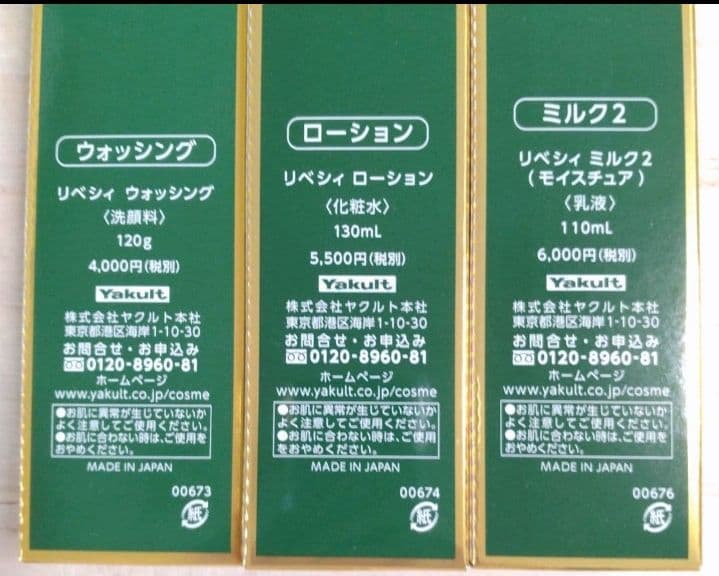 ウォッシング
リベシィ ウォッシング
〈洗顔料〉
120g
4,000円(税別)
Yakult
株式会社ヤクルト本社
東京都港区海岸1-10-30
お問合せ・お申込み
0120-8960-81
ホームページ
www.yakult.co.jp/cosme
●お肌に異常が生じていないか
よく注意してご使用ください。
●お肌に合わない時は、ご使用を
おやめください。
MADE IN JAPAN
00673
紙
ローション
リベシィ ローション
〈化粧水〉
130mL
5,500円(税別)
Yakult
株式会社ヤクルト本社
東京都港区海岸1-10-30
お問合せ・お申込み
0120-8960-81
ホームページ
www.yakult.co.jp/cosme
●お肌に異常が生じていないか
よく注意してご使用ください。
●お肌に合わない時は、ご使用
をおやめください。
MADE IN JAPAN
00674
紙
ミルク2
リベシィ ミルク2
(モイスチュア)
〈乳液〉
110mL
6,000円(税別)
Yakult
株式会社ヤクルト本社
東京都港区海岸1-10-30
お問合せ・お申込み
0120-8960-81
ホームページ
www.yakult.co.jp/cosme
●お肌に異常が生じていないか
よく注意してご使用ください。
●お肌に合わない時は、ご使用を
おやめください。
MADE IN JAPAN
00676
紙